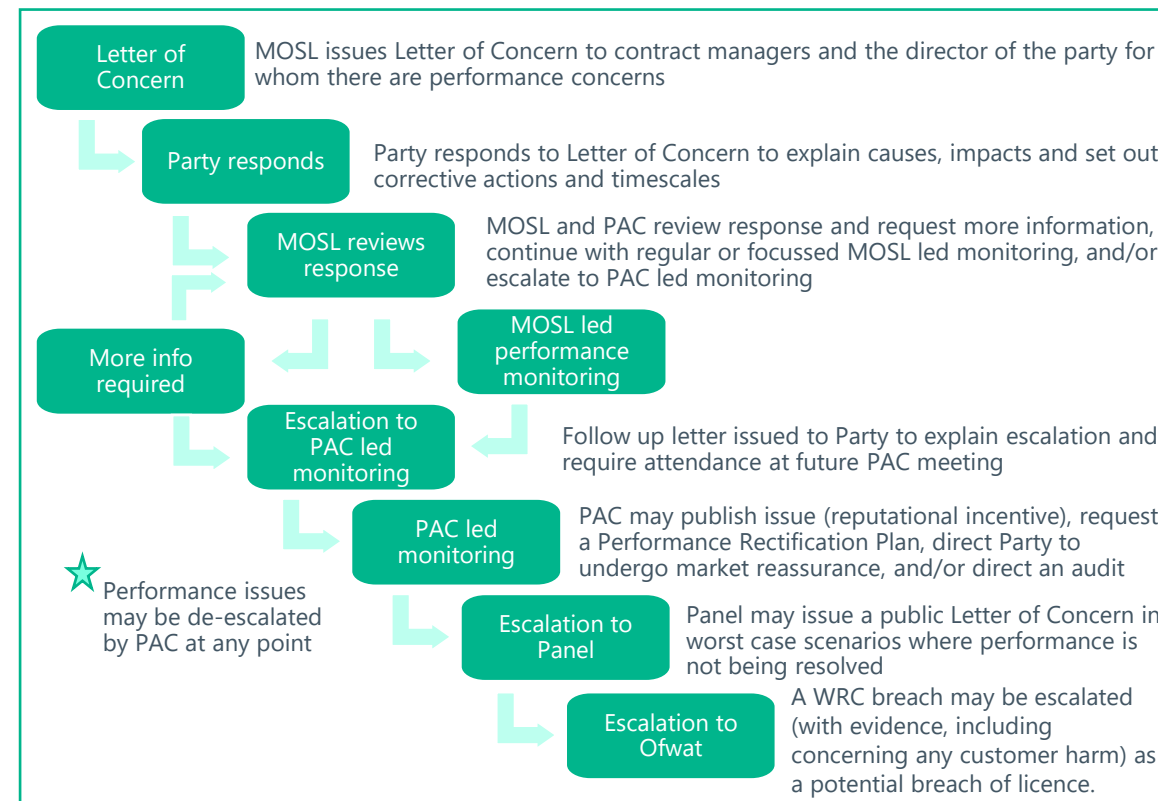 Letter of
Concern
MOSL issues Letter of Concern to contract managers and the director of the party for
whom there are performance concerns
Party responds
Party responds to Letter of Concern to explain causes, impacts and set out
corrective actions and timescales
MOSL reviews
response
MOSL and PAC review response and request more information,
continue with regular or focussed MOSL led monitoring, and/or
escalate to PAC led monitoring
More info
required
MOSL led
performance
monitoring
Escalation to
PAC led
monitoring
Follow up letter issued to Party to explain escalation and
require attendance at future PAC meeting
PAC led
monitoring
PAC may publish issue (reputational incentive), request
a Performance Rectification Plan, direct Party to
undergo market reassurance, and/or direct an audit
Performance issues
may be de-escalated
by PAC at any point
Escalation to
Panel
Panel may issue a public Letter of Concern in
worst case scenarios where performance is
not being resolved
Escalation to
Ofwat
A WRC breach may be escalated
(with evidence, including
concerning any customer harm) as
a potential breach of licence.